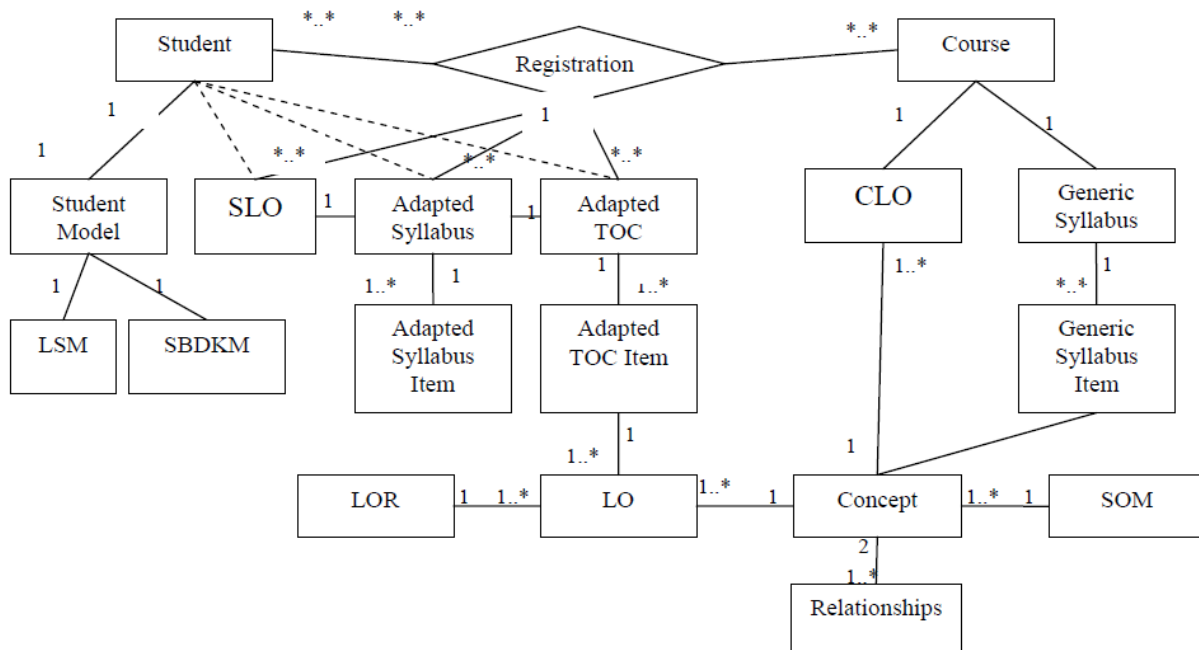 *..*
*..*
*..*
Student
Registration
Course
1
1
1
1
1
*..*
*..*
*..*
Student
Model
SLO
1
Adapted
Syllabus
1
Adapted
TOC
CLO
Generic
Syllabus
1
1
1..*
1
1
1..*
1..*
1
*..*
LSM
SBDKM
Adapted
Syllabus
Item
Adapted
TOC Item
Generic
Syllabus
Item
1
1..*
1
LOR
1
1..*
LO
1..*
1
Concept
1..*
1
SOM
2
1..*
Relationships